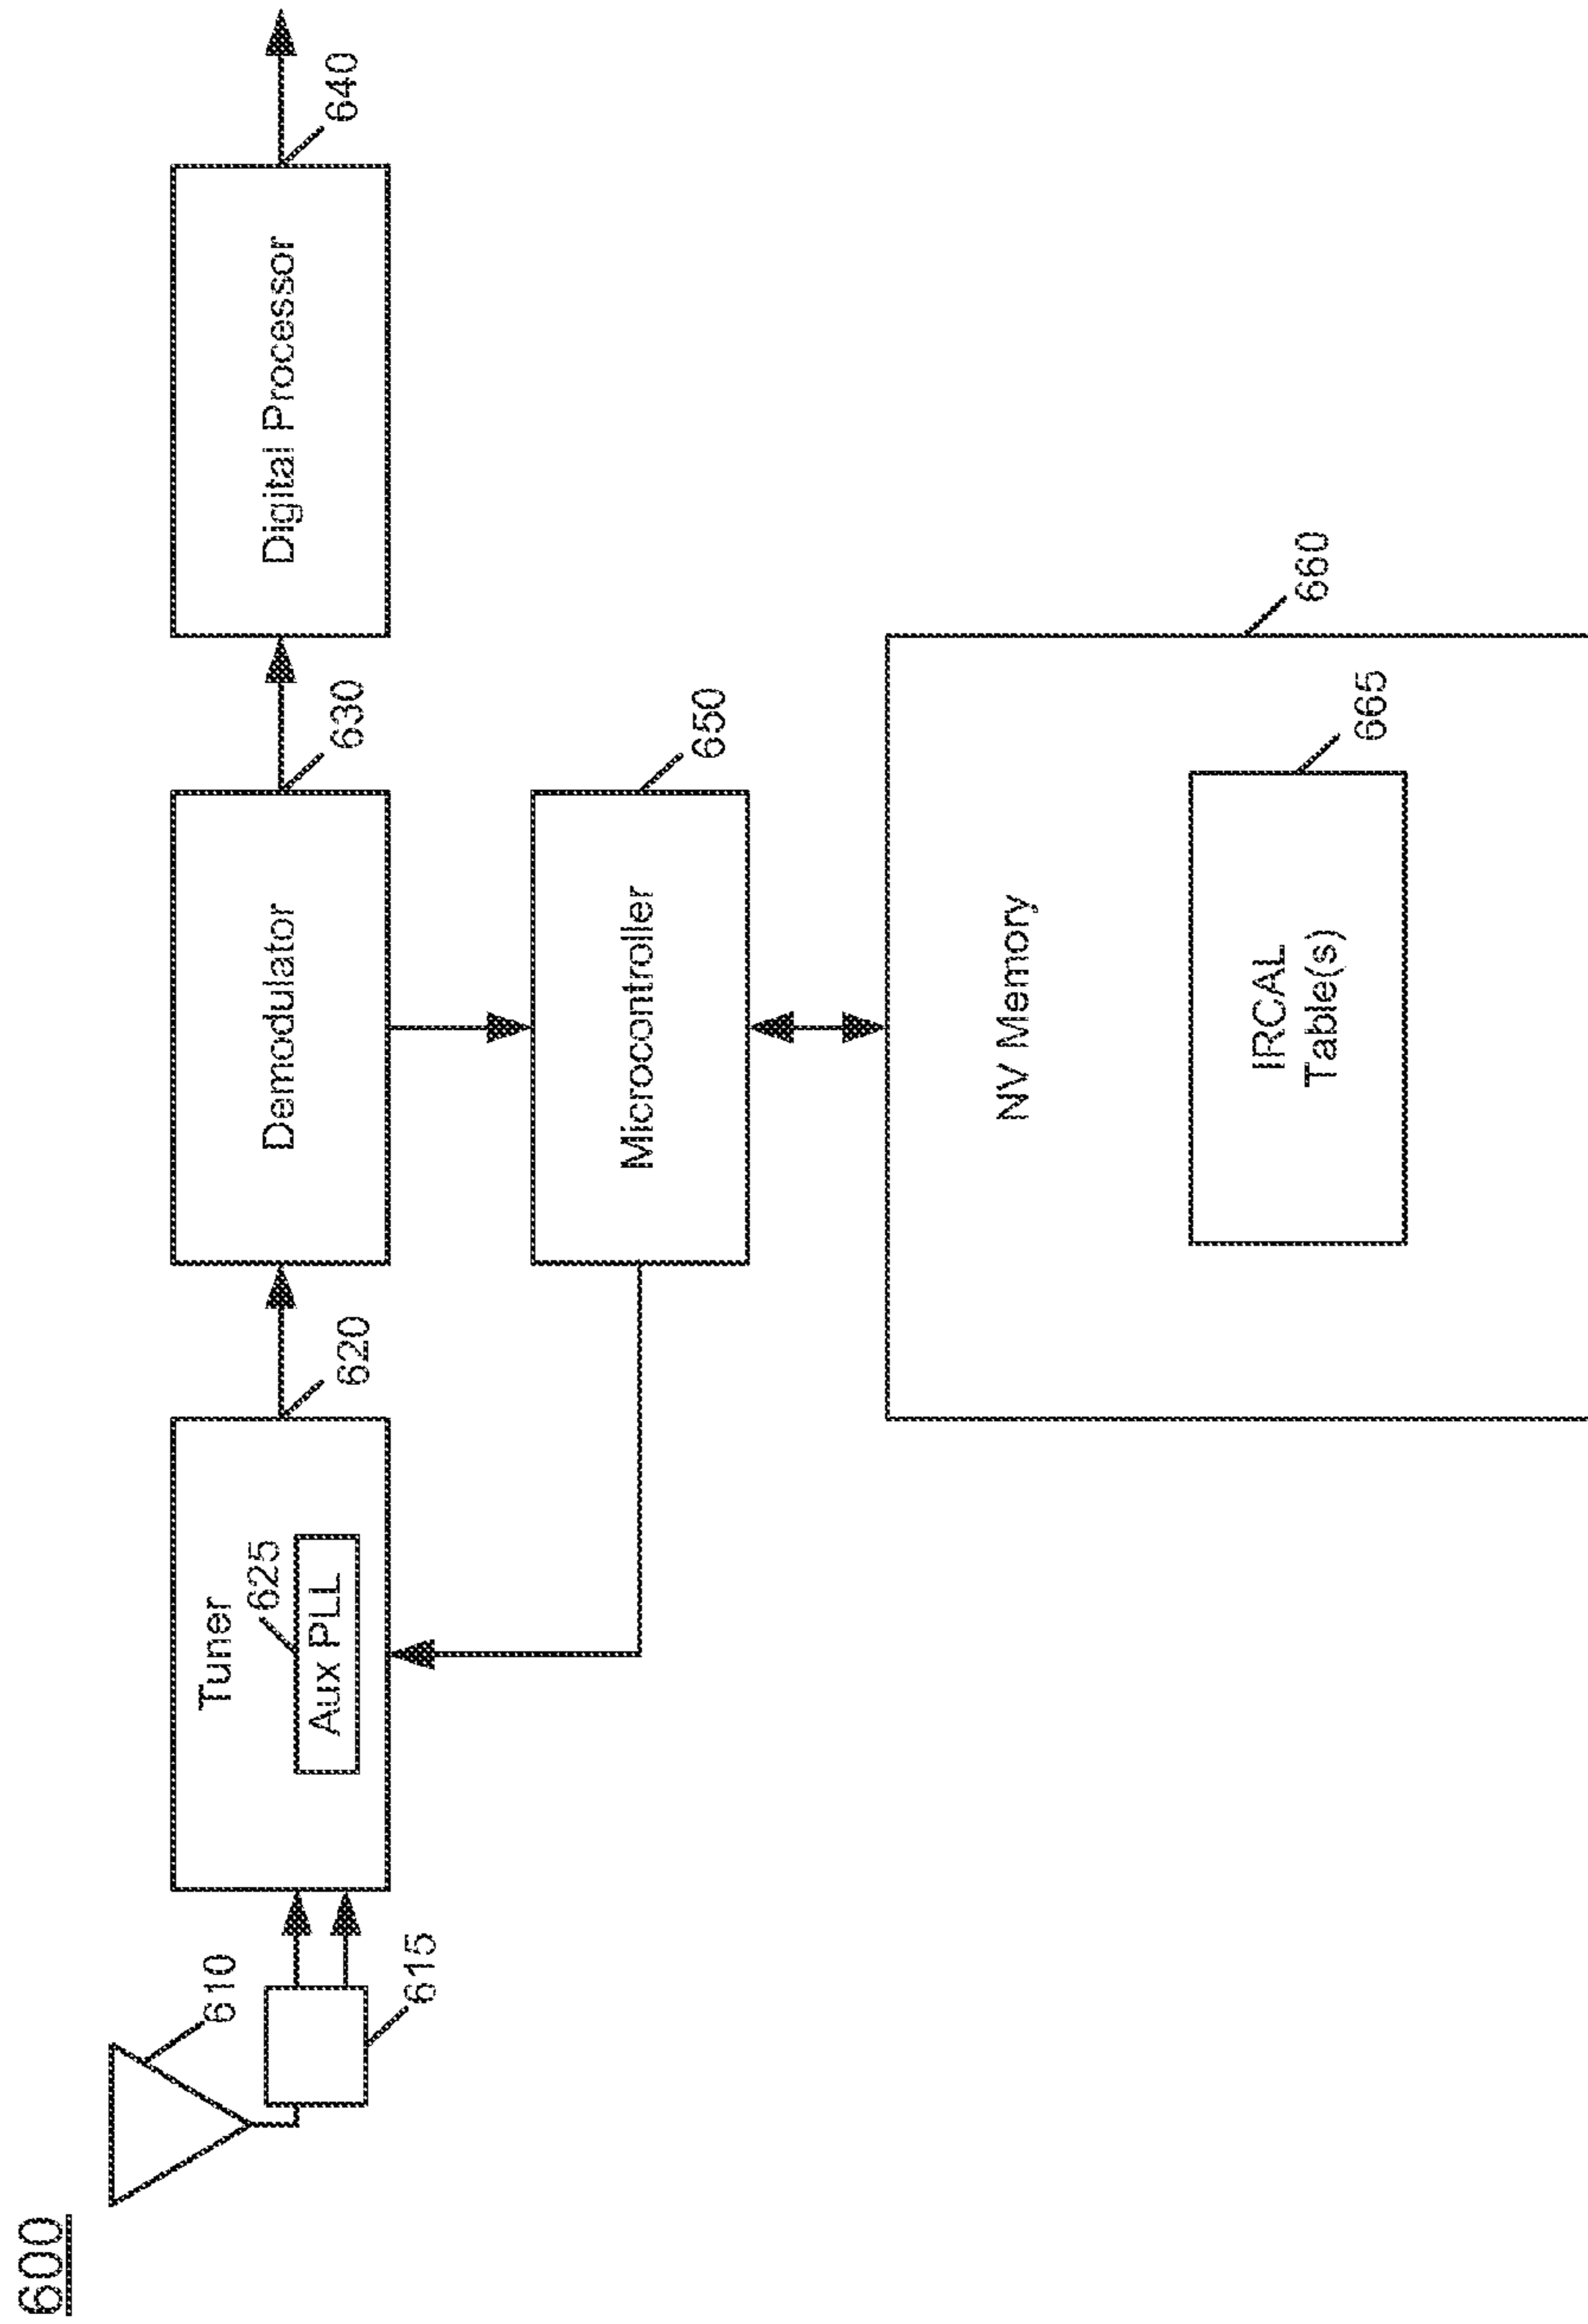 600
610
615
Tuner
625
Aux PLL
620
Demodulator
630
Digital Processor
640
Microcontroller
650
NV Memory
660
IRCAL
Table(s)
665